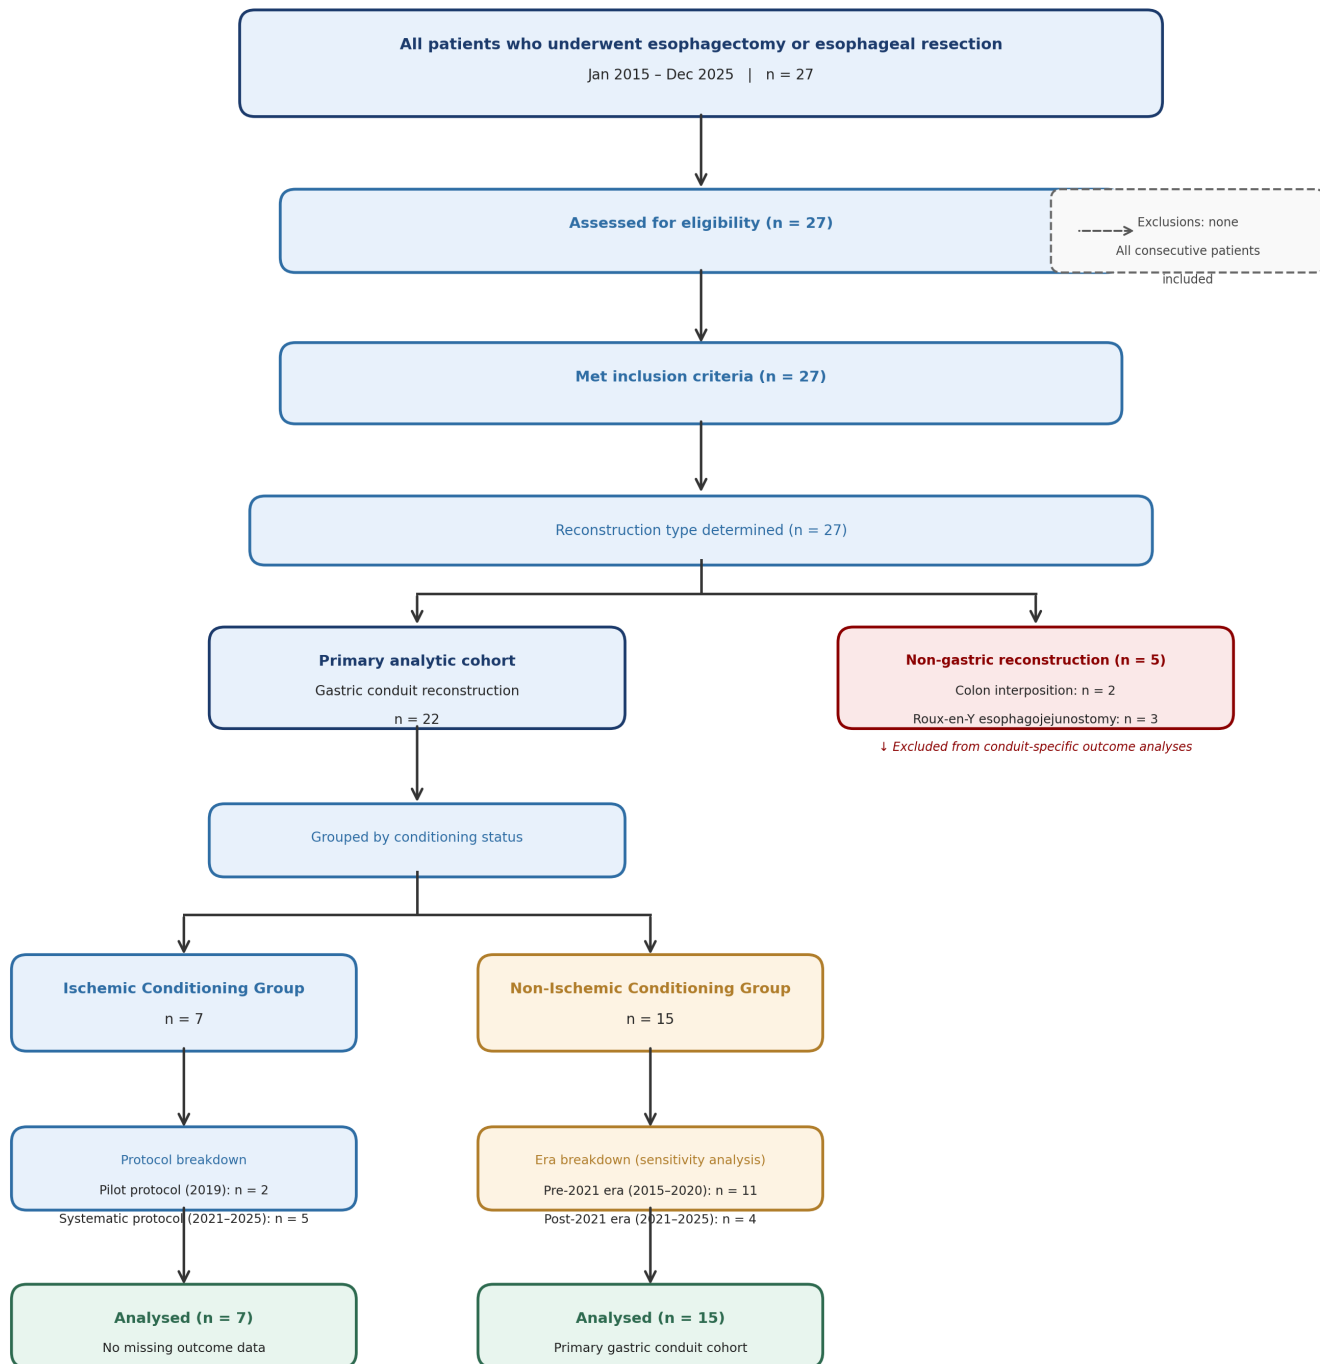 All patients who underwent esophagectomy or esophageal resection
Jan 2015 – Dec 2025   |   n = 27
Assessed for eligibility (n = 27)
Exclusions: none
All consecutive patients
included
Met inclusion criteria (n = 27)
Reconstruction type determined (n = 27)
Primary analytic cohort
Gastric conduit reconstruction
n = 22
Non-gastric reconstruction (n = 5)
Colon interposition: n = 2
Roux-en-Y esophagojejunostomy: n = 3
↓ Excluded from conduit-specific outcome analyses
Grouped by conditioning status
Ischemic Conditioning Group
n = 7
Non-Ischemic Conditioning Group
n = 15
Protocol breakdown
Pilot protocol (2019): n = 2
Systematic protocol (2021–2025): n = 5
Era breakdown (sensitivity analysis)
Pre-2021 era (2015–2020): n = 11
Post-2021 era (2021–2025): n = 4
Analysed (n = 7)
No missing outcome data
Analysed (n = 15)
Primary gastric conduit cohort